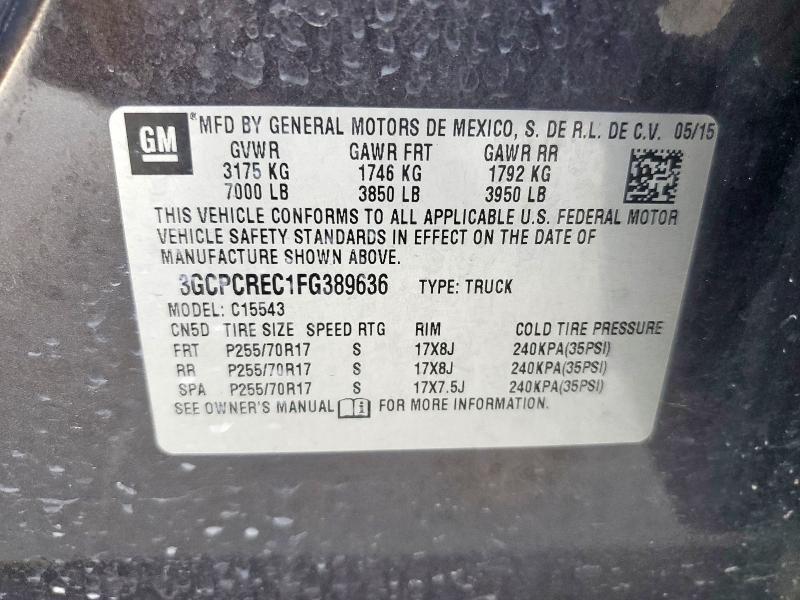 GM ® MFD BY GENERAL MOTORS DE MEXICO, S. DE R.L. DE C.V. 05/15
GVWR GAWR FRT GAWR RR
3175 KG 1746 KG 1792 KG
7000 LB 3850 LB 3950 LB
THIS VEHICLE CONFORMS TO ALL APPLICABLE U.S. FEDERAL MOTOR
VEHICLE SAFETY STANDARDS IN EFFECT ON THE DATE OF
MANUFACTURE SHOWN ABOVE.
3GCPCREC1FG389636 TYPE: TRUCK
MODEL: C15543
CN5D TIRE SIZE SPEED RTG RIM COLD TIRE PRESSURE
FRT P255/70R17 S 17X8J 240KPA(35PSI)
RR P255/70R17 S 17X8J 240KPA(35PSI)
SPA P255/70R17 S 17X7.5J 240KPA(35PSI)
SEE OWNER'S MANUAL i FOR MORE INFORMATION.